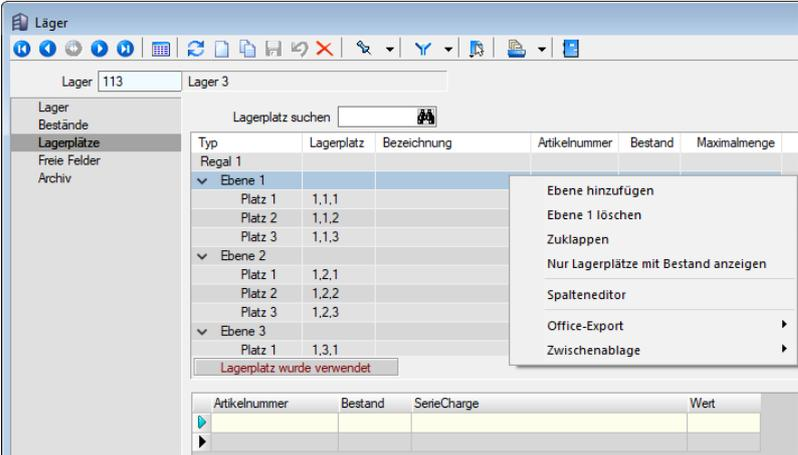 Läger
Lager 113 Lager 3
Lager
Bestände
Lagerplätze
Freie Felder
Archiv
Lagerplatz suchen
Typ Lagerplatz Bezeichnung Artikelnummer Bestand Maximalmenge
Regal 1
Ebene 1
Platz 1 1,1,1
Platz 2 1,1,2
Platz 3 1,1,3
Ebene 2
Platz 1 1,2,1
Platz 2 1,2,2
Platz 3 1,2,3
Ebene 3
Platz 1 1,3,1
Lagerplatz wurde verwendet
Ebene hinzufügen
Ebene 1 löschen
Zuklappen
Nur Lagerplätze mit Bestand anzeigen
Spalteneditor
Office-Export
Zwischenablage
Artikelnummer Bestand SerieCharge Wert